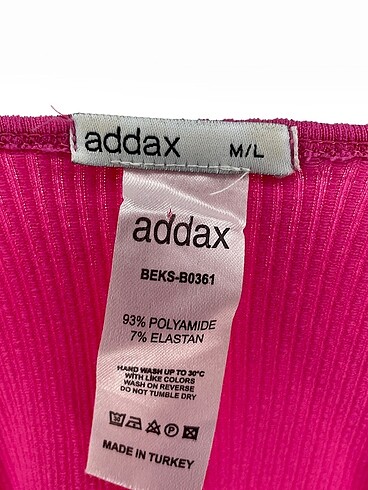 addax M/L
addax
BEKS-B0361
93% POLYAMIDE
7% ELASTAN
HAND WASH UP TO 30°C
WITH LIKE COLORS
WASH ON REVERSE
DO NOT TUMBLE DRY
MADE IN TURKEY